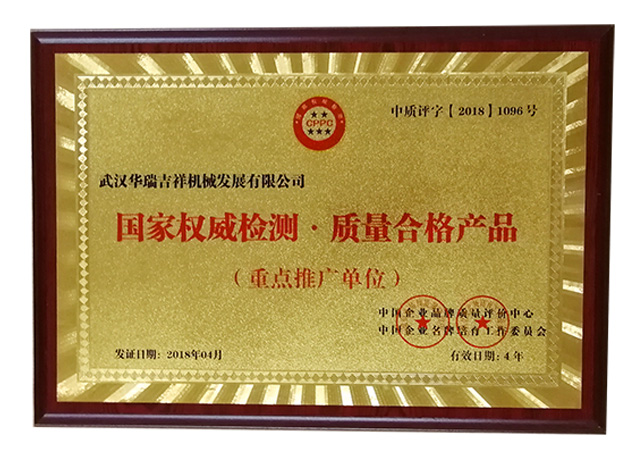 中质评字【2018】1096号
CPPC
武汉华瑞吉祥机械发展有限公司
国家权威检测·质量合格产品
（重点推广单位）
中国企业品牌质量评价中心
中国企业名牌培育工作委员会
发证日期：2018年04月
有效日期：4年